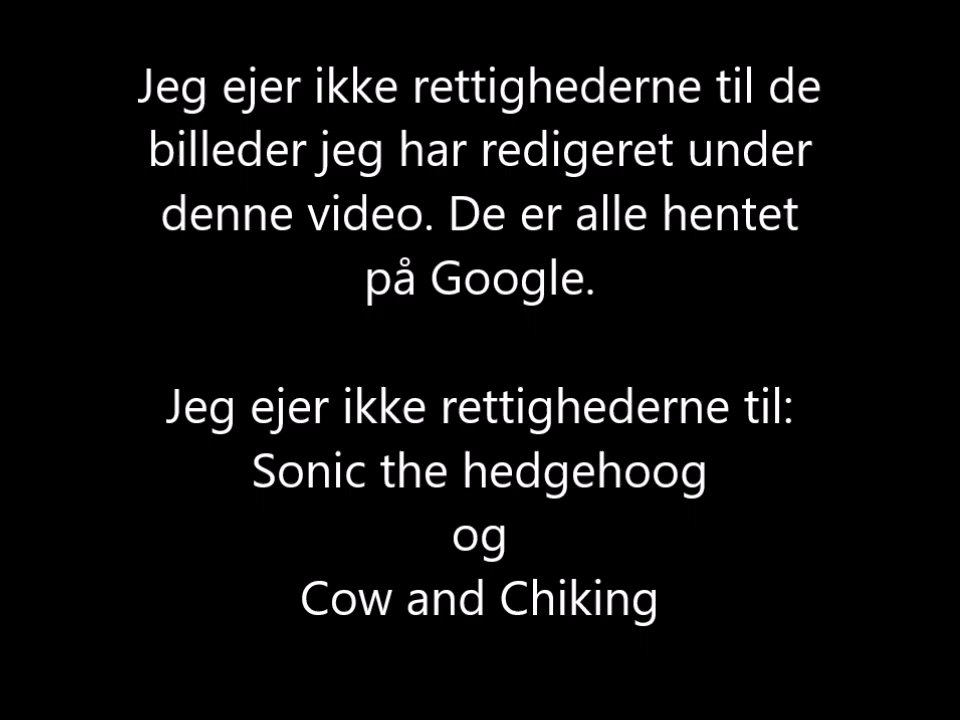 Jeg ejer ikke rettighederne til de
billeder jeg har redigeret under
denne video. De er alle hentet
på Google.
Jeg ejer ikke rettighederne til:
Sonic the hedgehoog
og
Cow and Chiking